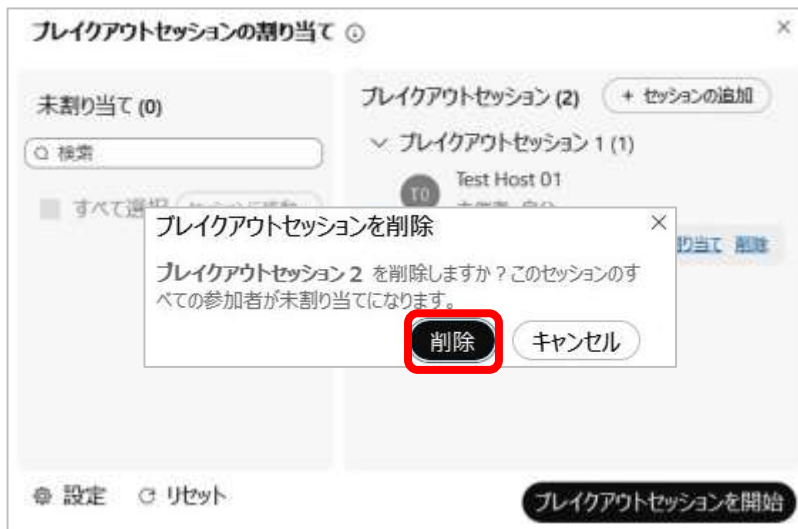 ブレイクアウトセッションの割り当て
未割り当て (0)
検索
すべて選択
ブレイクアウトセッション (2)
+ セッションの追加
ブレイクアウトセッション 1 (1)
T0
Test Host 01
割り当て 削除
ブレイクアウトセッションを削除
ブレイクアウトセッション 2 を削除しますか?このセッションのす
べての参加者が未割り当てになります。
削除
キャンセル
設定
リセット
ブレイクアウトセッションを開始